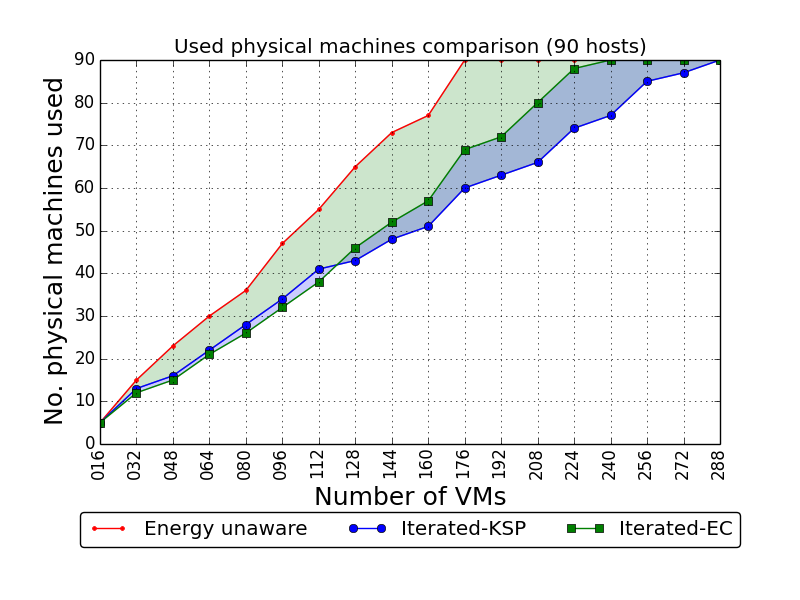 Used physical machines comparison (90 hosts)
No. physical machines used
90
80
70
60
50
40
30
20
10
0
016 032 048 064 080 096 112 128 144 160 176 192 208 224 240 256 272 288
Number of VMs
Energy unaware Iterated-KSP Iterated-EC